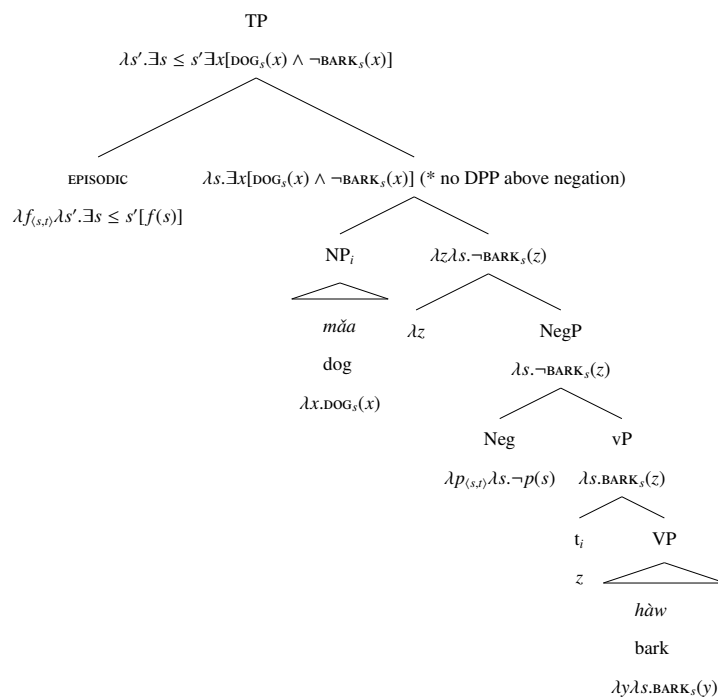 TP
λs′.∃s ≤ s′∃x[DOGₛ(x) ∧ ¬BARKₛ(x)]
EPISODIC λs.∃x[DOGₛ(x) ∧ ¬BARKₛ(x)] (* no DPP above negation)
λf⟨s,t⟩λs′.∃s ≤ s′[f(s)]
NPᵢ λzλs.¬BARKₛ(z)
mǎa λz NegP
dog λs.¬BARKₛ(z)
λx.DOGₛ(x)
Neg vP
λp⟨s,t⟩λs.¬p(s) λs.BARKₛ(z)
tᵢ VP
z
hàw
bark
λyλs.BARKₛ(y)